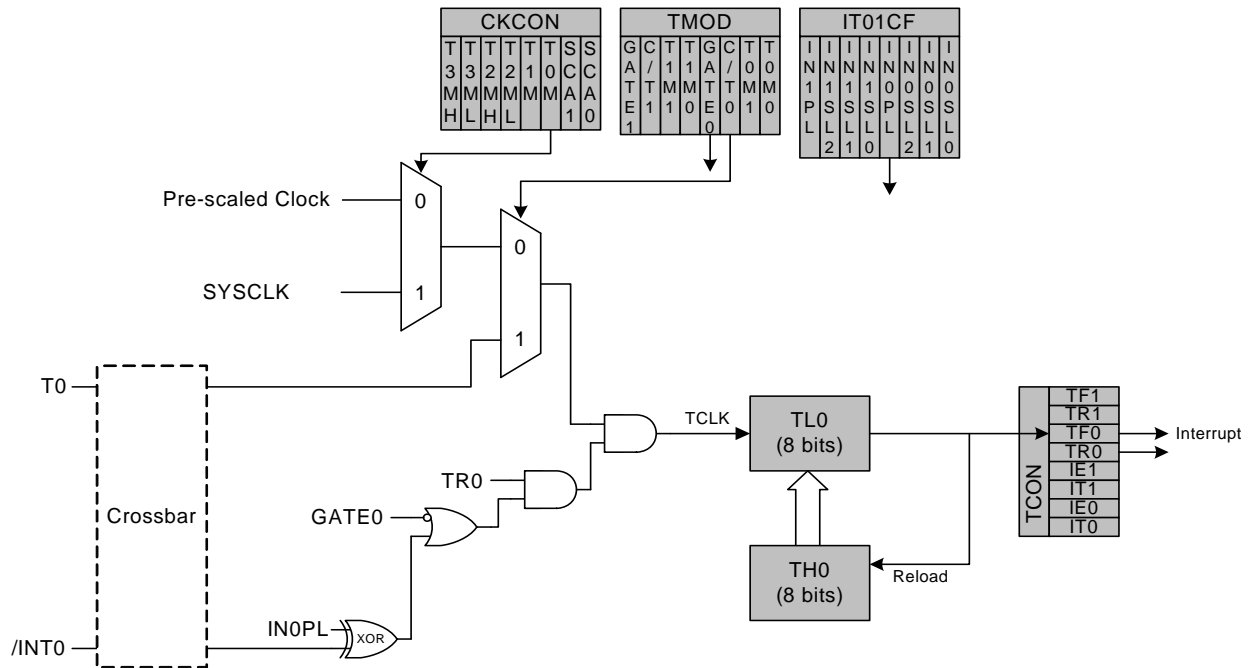 CKCON
T3MH T3ML T2MH T2ML T1M T0M SCA1 SCA0
TMOD
GATE1 C/T1 T1M1 T1M0 GATE0 C/T0 T0M1 T0M0
IT01CF
IN1PL IN1SL2 IN1SL1 IN1SL0 IN0PL IN0SL2 IN0SL1 IN0SL0
Pre-scaled Clock
0
SYSCLK
1
0
1
T0
Crossbar
/INT0
TR0
GATE0
IN0PL
XOR
TCLK
TL0
(8 bits)
TH0
(8 bits)
Reload
TCON
TF1
TR1
TF0
TR0
IE1
IT1
IE0
IT0
Interrupt